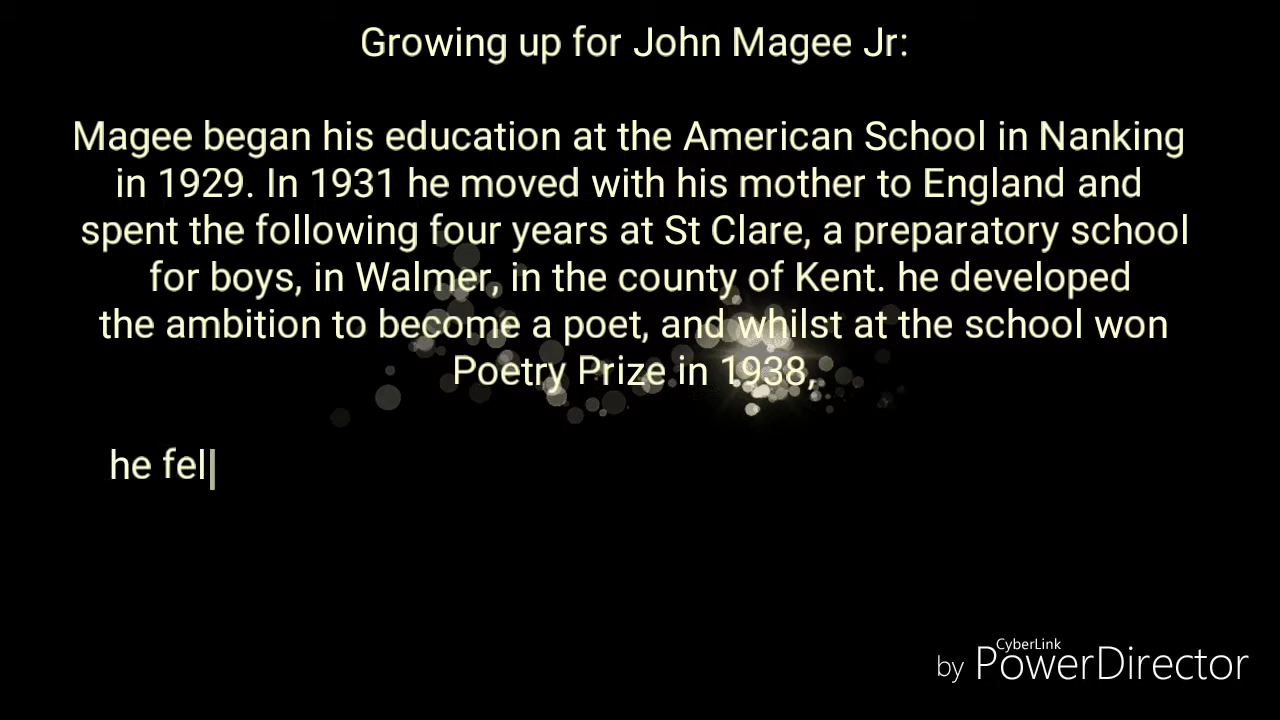 Growing up for John Magee Jr:
Magee began his education at the American School in Nanking
in 1929. In 1931 he moved with his mother to England and
spent the following four years at St Clare, a preparatory school
for boys, in Walmer, in the county of Kent. he developed
the ambition to become a poet, and whilst at the school won
Poetry Prize in 1938,
he fel
CyberLink
by PowerDirector